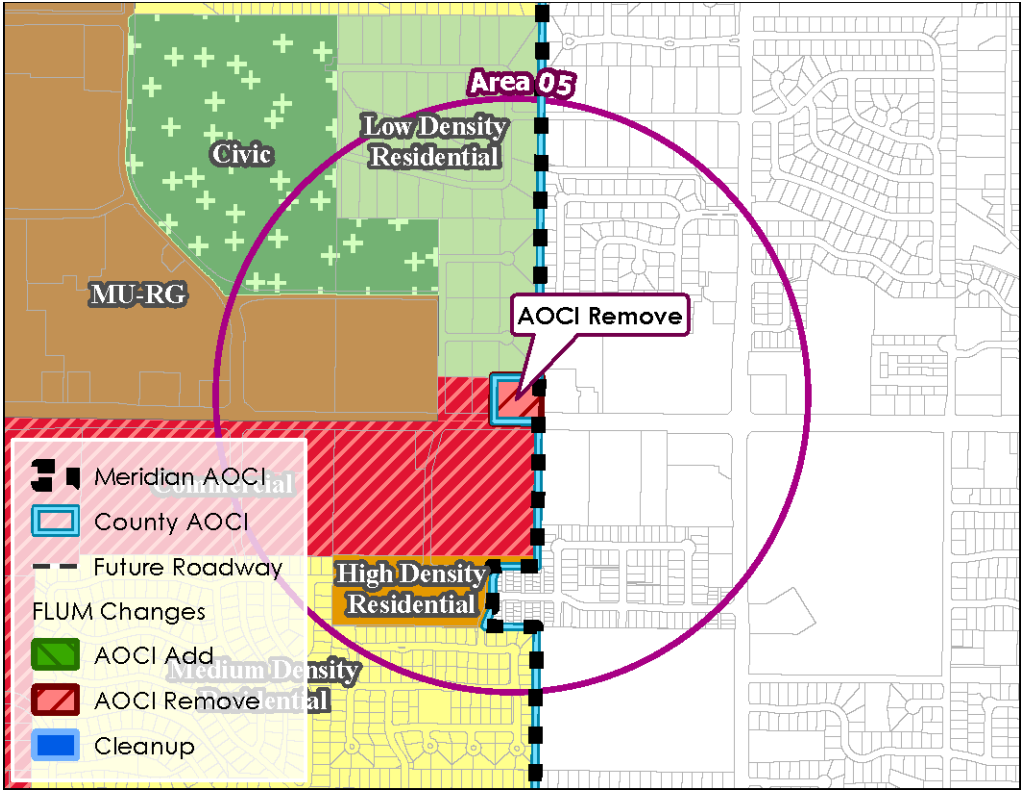 Area 05
Low Density
Residential
Civic
MU-RG
AOCI Remove
Commercial
High Density
Residential
Medium Density
Residential
Meridian AOCI
County AOCI
Future Roadway
FLUM Changes
AOCI Add
AOCI Remove
Cleanup